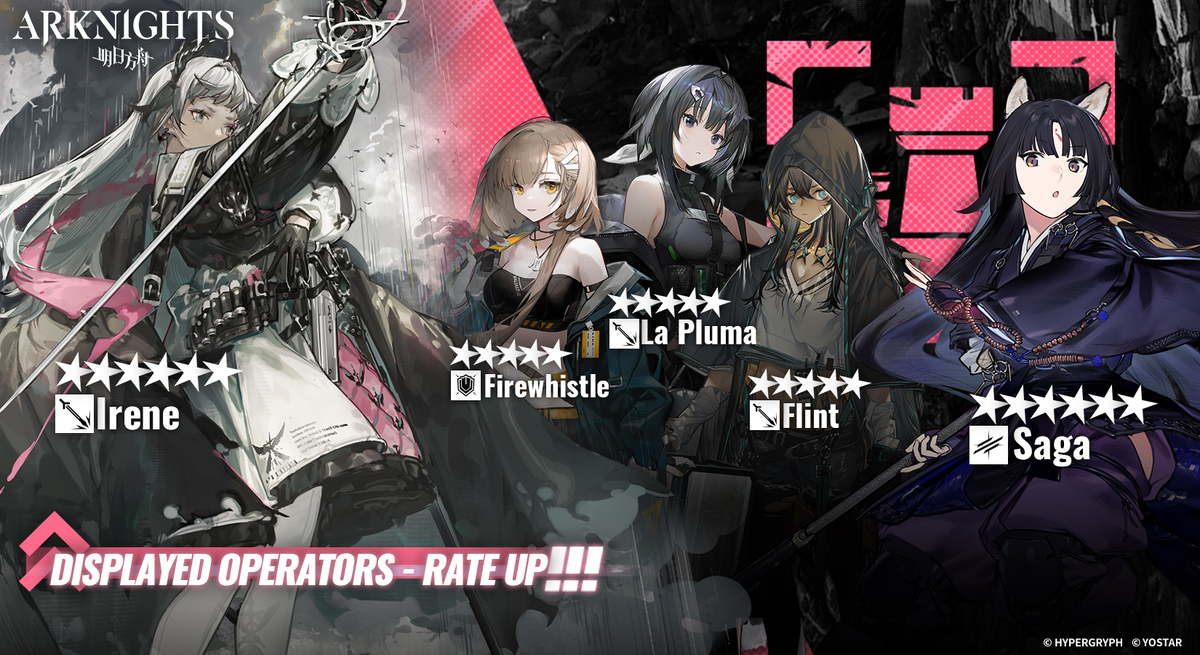 ARKNIGHTS
明日方舟
★★★★★★
Irene
★★★★★
Firewhistle
★★★★★
La Pluma
★★★★★
Flint
★★★★★★
Saga
DISPLAYED OPERATORS - RATE UP!!!
© HYPERGRYPH © YOSTAR